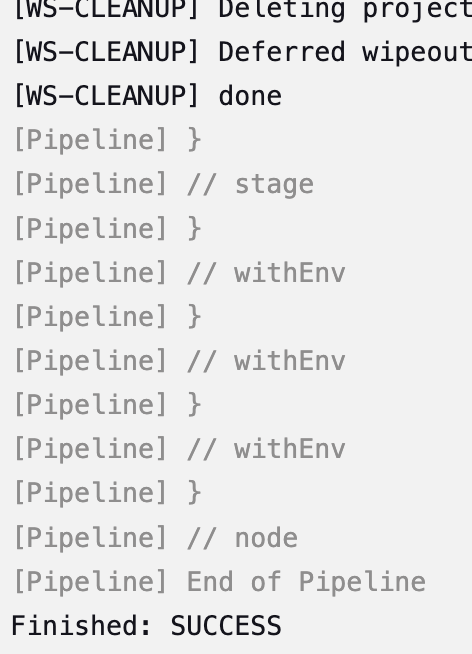 [WS-CLEANUP] Deleting project
[WS-CLEANUP] Deferred wipeout
[WS-CLEANUP] done
[Pipeline] }
[Pipeline] // stage
[Pipeline] }
[Pipeline] // withEnv
[Pipeline] }
[Pipeline] // withEnv
[Pipeline] }
[Pipeline] // withEnv
[Pipeline] }
[Pipeline] // node
[Pipeline] End of Pipeline
Finished: SUCCESS